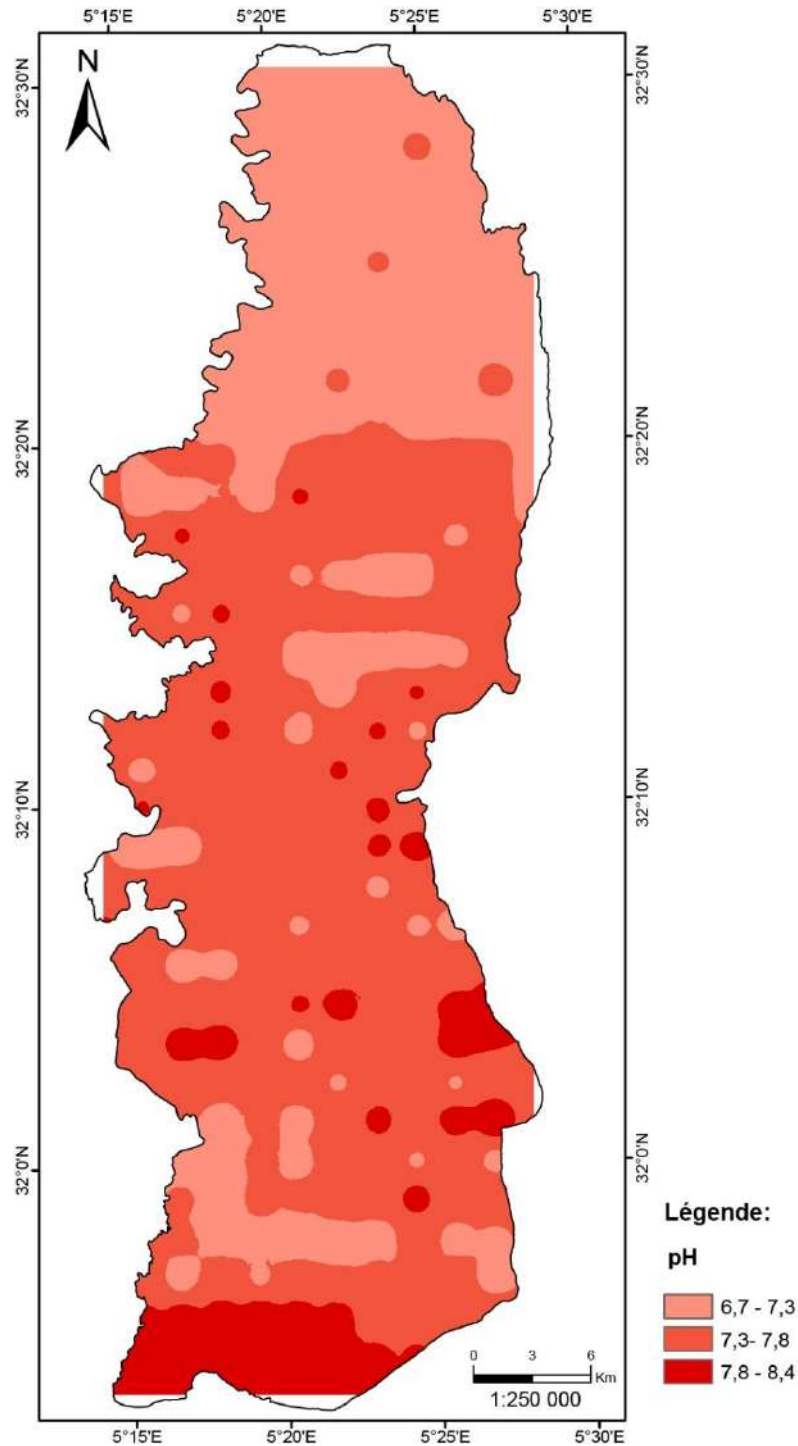 5°15'E 5°20'E 5°25'E 5°30'E
N
32°30'N 32°30'N
32°20'N 32°20'N
32°10'N 32°10'N
32°0'N 32°0'N
Légende:
pH
6,7 - 7,3
7,3- 7,8
7,8 - 8,4
0 3 6
Km
1:250 000
5°15'E 5°20'E 5°25'E 5°30'E